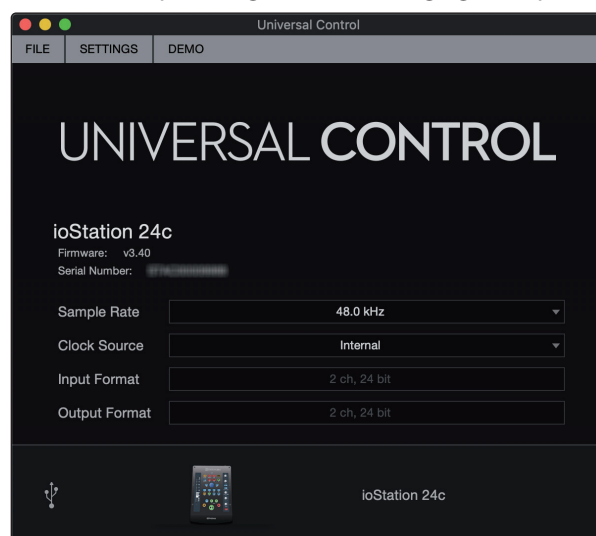 Universal Control
FILE SETTINGS DEMO
UNIVERSAL CONTROL
ioStation 24c
Firmware: v3.40
Serial Number:
Sample Rate 48.0 kHz
Clock Source Internal
Input Format 2 ch, 24 bit
Output Format 2 ch, 24 bit
ioStation 24c